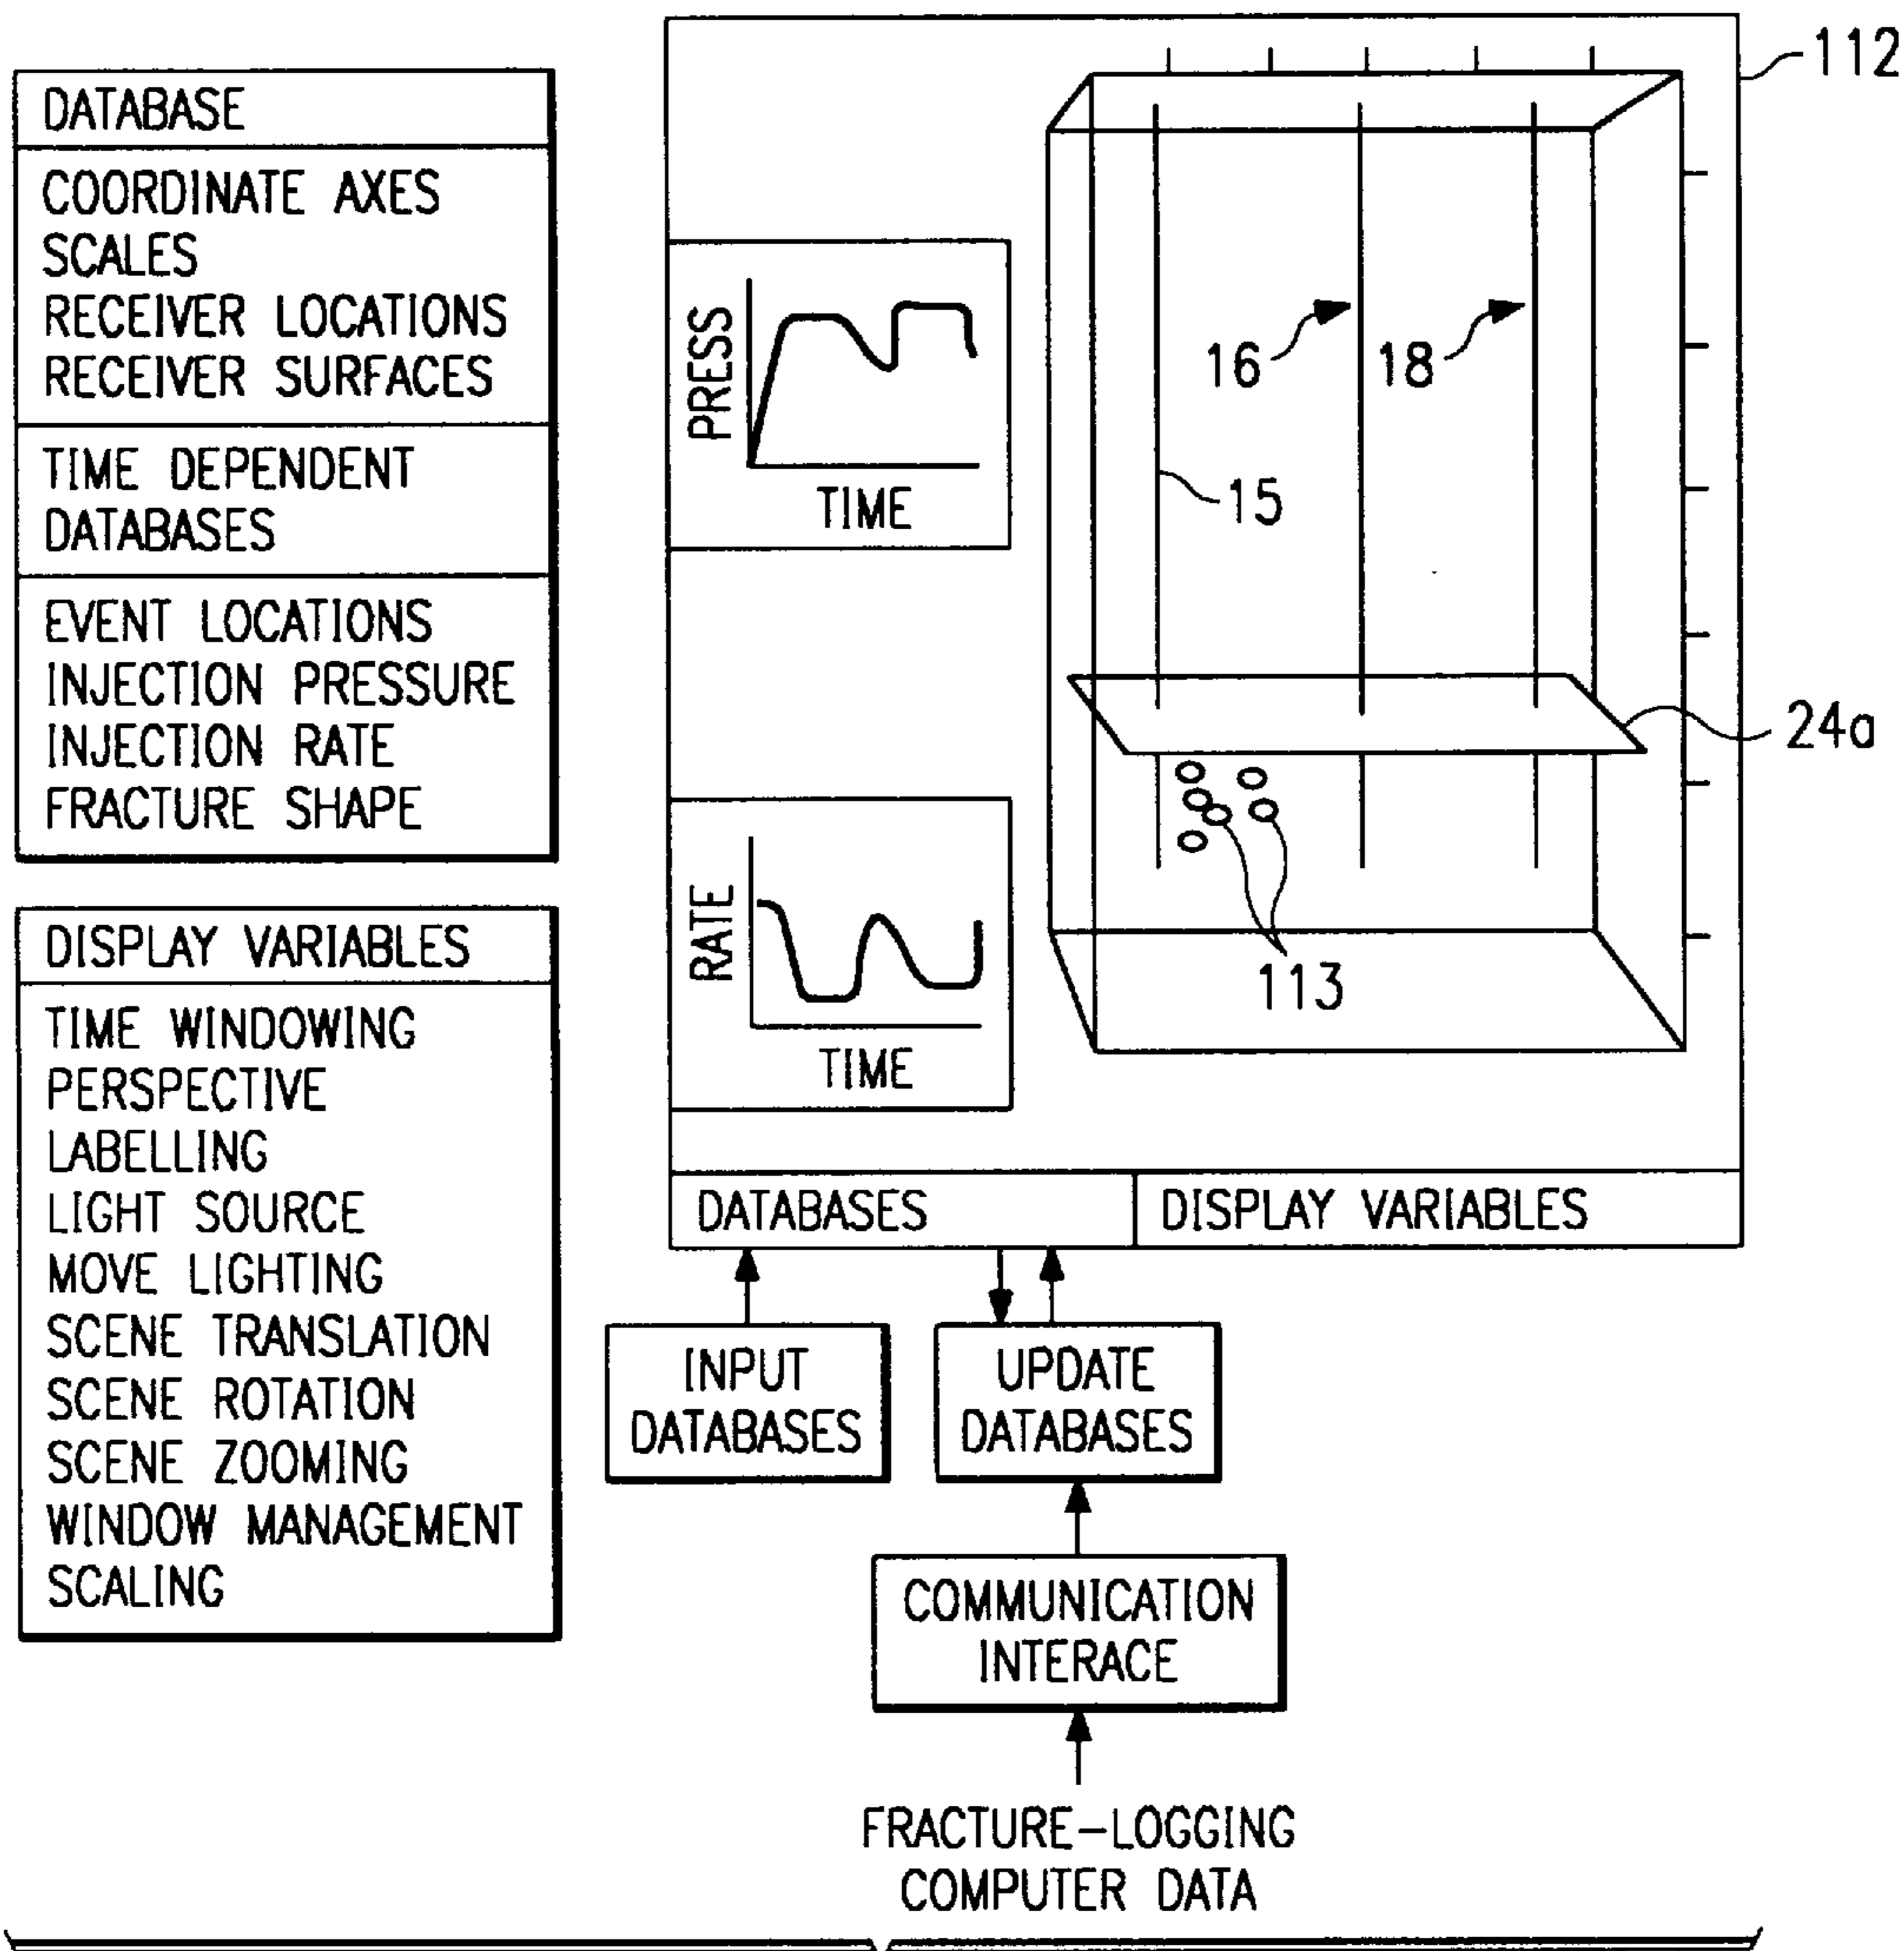 DATABASE
COORDINATE AXES
SCALES
RECEIVER LOCATIONS
RECEIVER SURFACES
TIME DEPENDENT
DATABASES
EVENT LOCATIONS
INJECTION PRESSURE
INJECTION RATE
FRACTURE SHAPE
DISPLAY VARIABLES
TIME WINDOWING
PERSPECTIVE
LABELLING
LIGHT SOURCE
MOVE LIGHTING
SCENE TRANSLATION
SCENE ROTATION
SCENE ZOOMING
WINDOW MANAGEMENT
SCALING
112
PRESS
TIME
16
18
15
24a
113
RATE
TIME
DATABASES
DISPLAY VARIABLES
INPUT
DATABASES
UPDATE
DATABASES
COMMUNICATION
INTERACE
FRACTURE-LOGGING
COMPUTER DATA